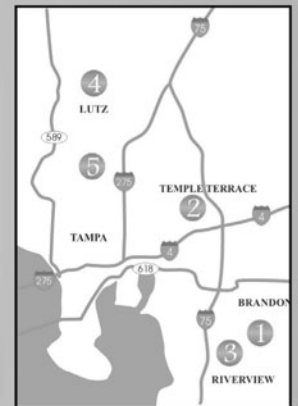 75
4
LUTZ
589
5
275
TEMPLE TERRACE
2
4
TAMPA
4
618
275
BRANDON
75
1
3
RIVERVIEW